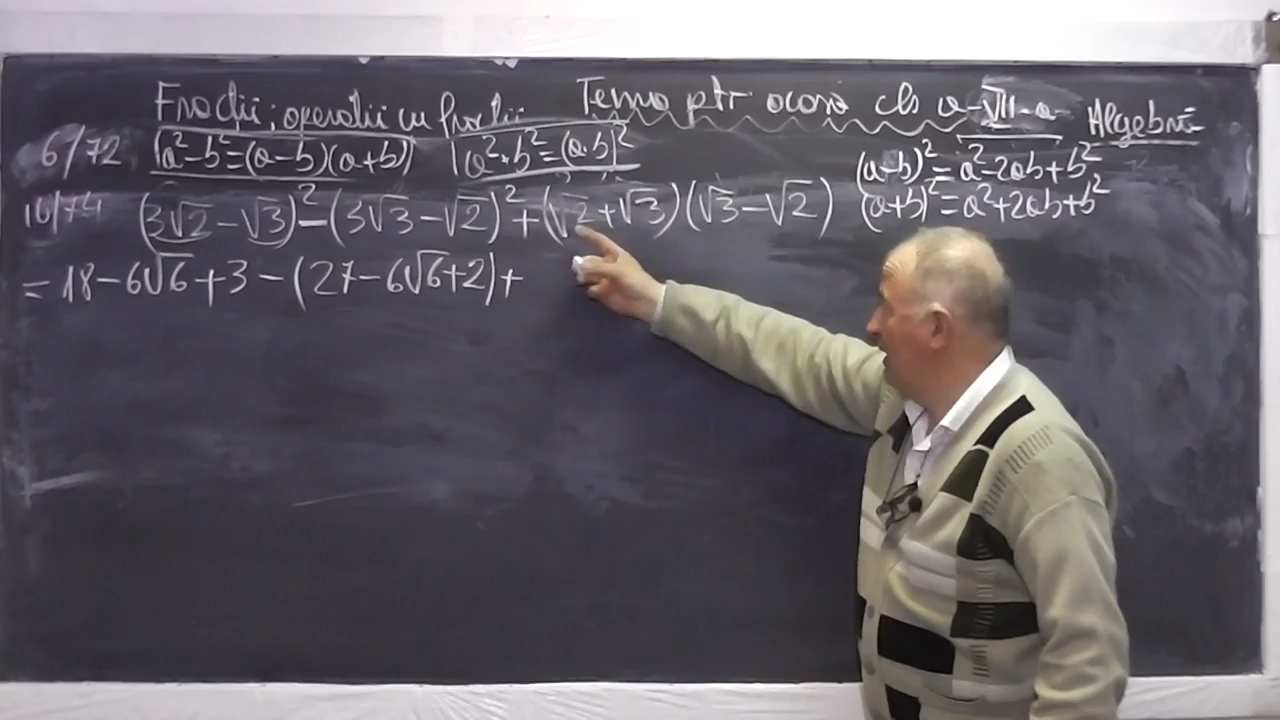 Fracții; operații cu fracții Temă ptr acasă cls a-VII-a Algebră
6/72 a²-b²=(a-b)(a+b) a²·b²=(a·b)² (a-b)²=a²-2ab+b²
16/74 (3√2-√3)²-(3√3-√2)²+(√2+√3)(√3-√2) (a+b)²=a²+2ab+b²
=18-6√6+3-(27-6√6+2)+